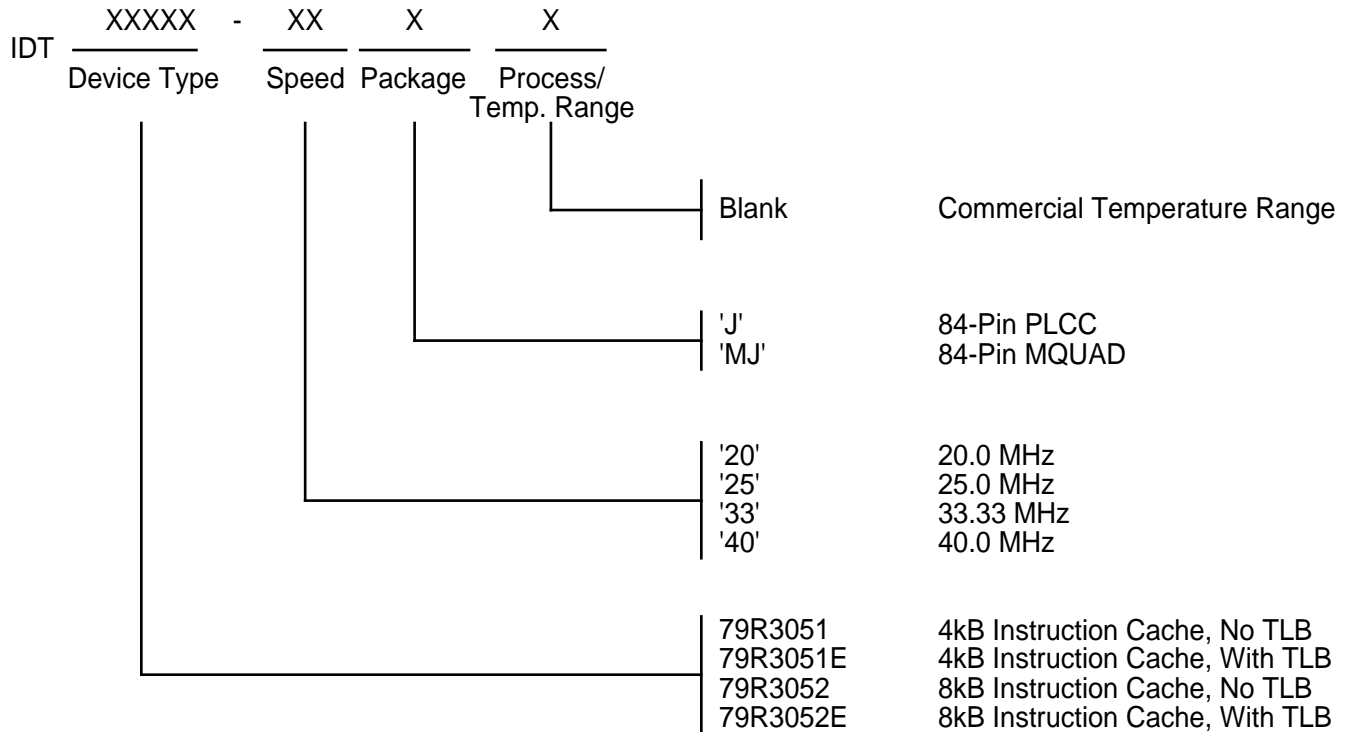 XXXXX - XX X X
IDT
Device Type Speed Package Process/
Temp. Range
Blank Commercial Temperature Range
'J' 84-Pin PLCC
'MJ' 84-Pin MQUAD
'20' 20.0 MHz
'25' 25.0 MHz
'33' 33.33 MHz
'40' 40.0 MHz
79R3051 4kB Instruction Cache, No TLB
79R3051E 4kB Instruction Cache, With TLB
79R3052 8kB Instruction Cache, No TLB
79R3052E 8kB Instruction Cache, With TLB